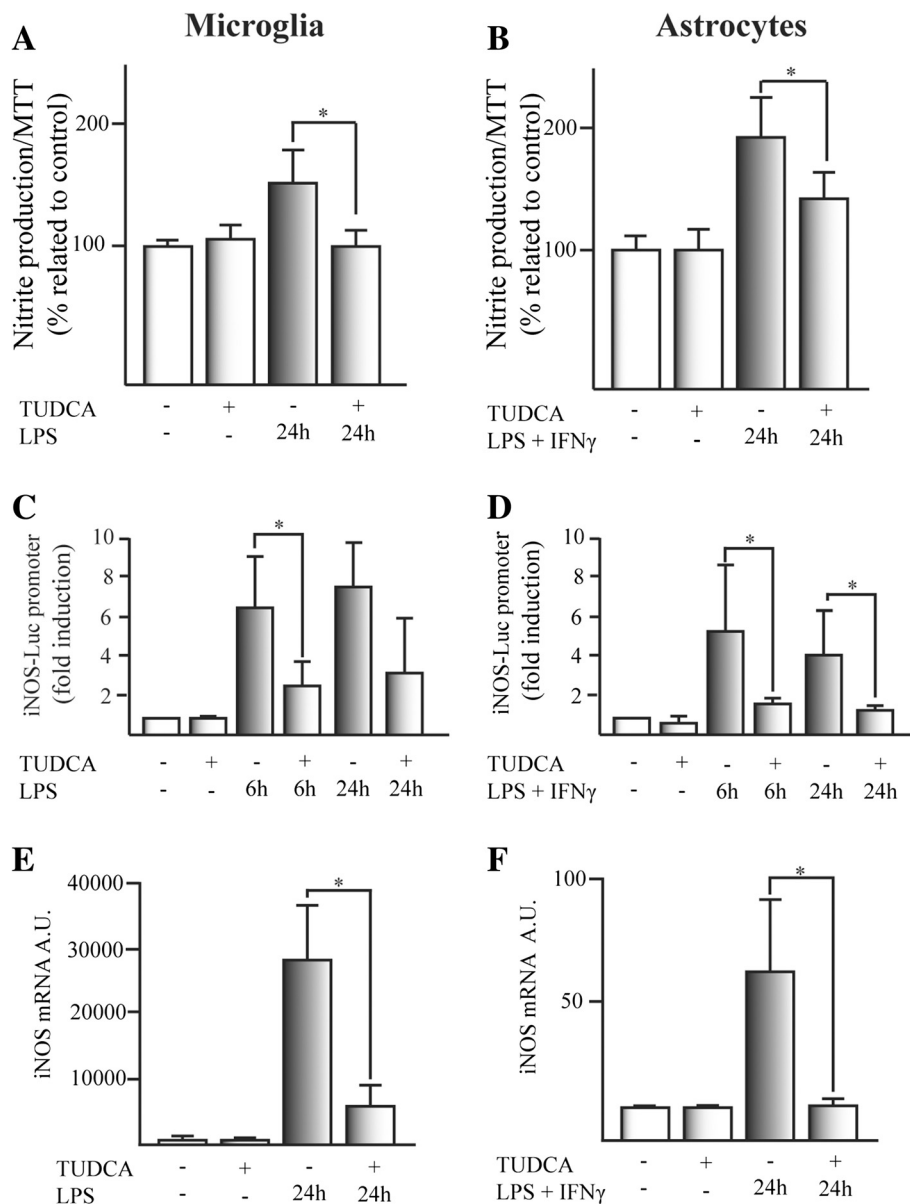 Microglia
Astrocytes
A
Nitrite production/MTT
(% related to control)
200
100
*
TUDCA - + - +
LPS - - 24h 24h
B
Nitrite production/MTT
(% related to control)
200
100
*
TUDCA - + - +
LPS + IFNγ - - 24h 24h
C
iNOS-Luc promoter
(fold induction)
10
8
6
4
2
*
TUDCA - + - + - +
LPS - - 6h 6h 24h 24h
D
iNOS-Luc promoter
(fold induction)
10
8
6
4
2
*
*
TUDCA - + - + - +
LPS + IFNγ - - 6h 6h 24h 24h
E
iNOS mRNA A.U.
40000
30000
20000
10000
*
TUDCA - + - +
LPS - - 24h 24h
F
iNOS mRNA A.U.
100
50
*
TUDCA - + - +
LPS + IFNγ - - 24h 24h